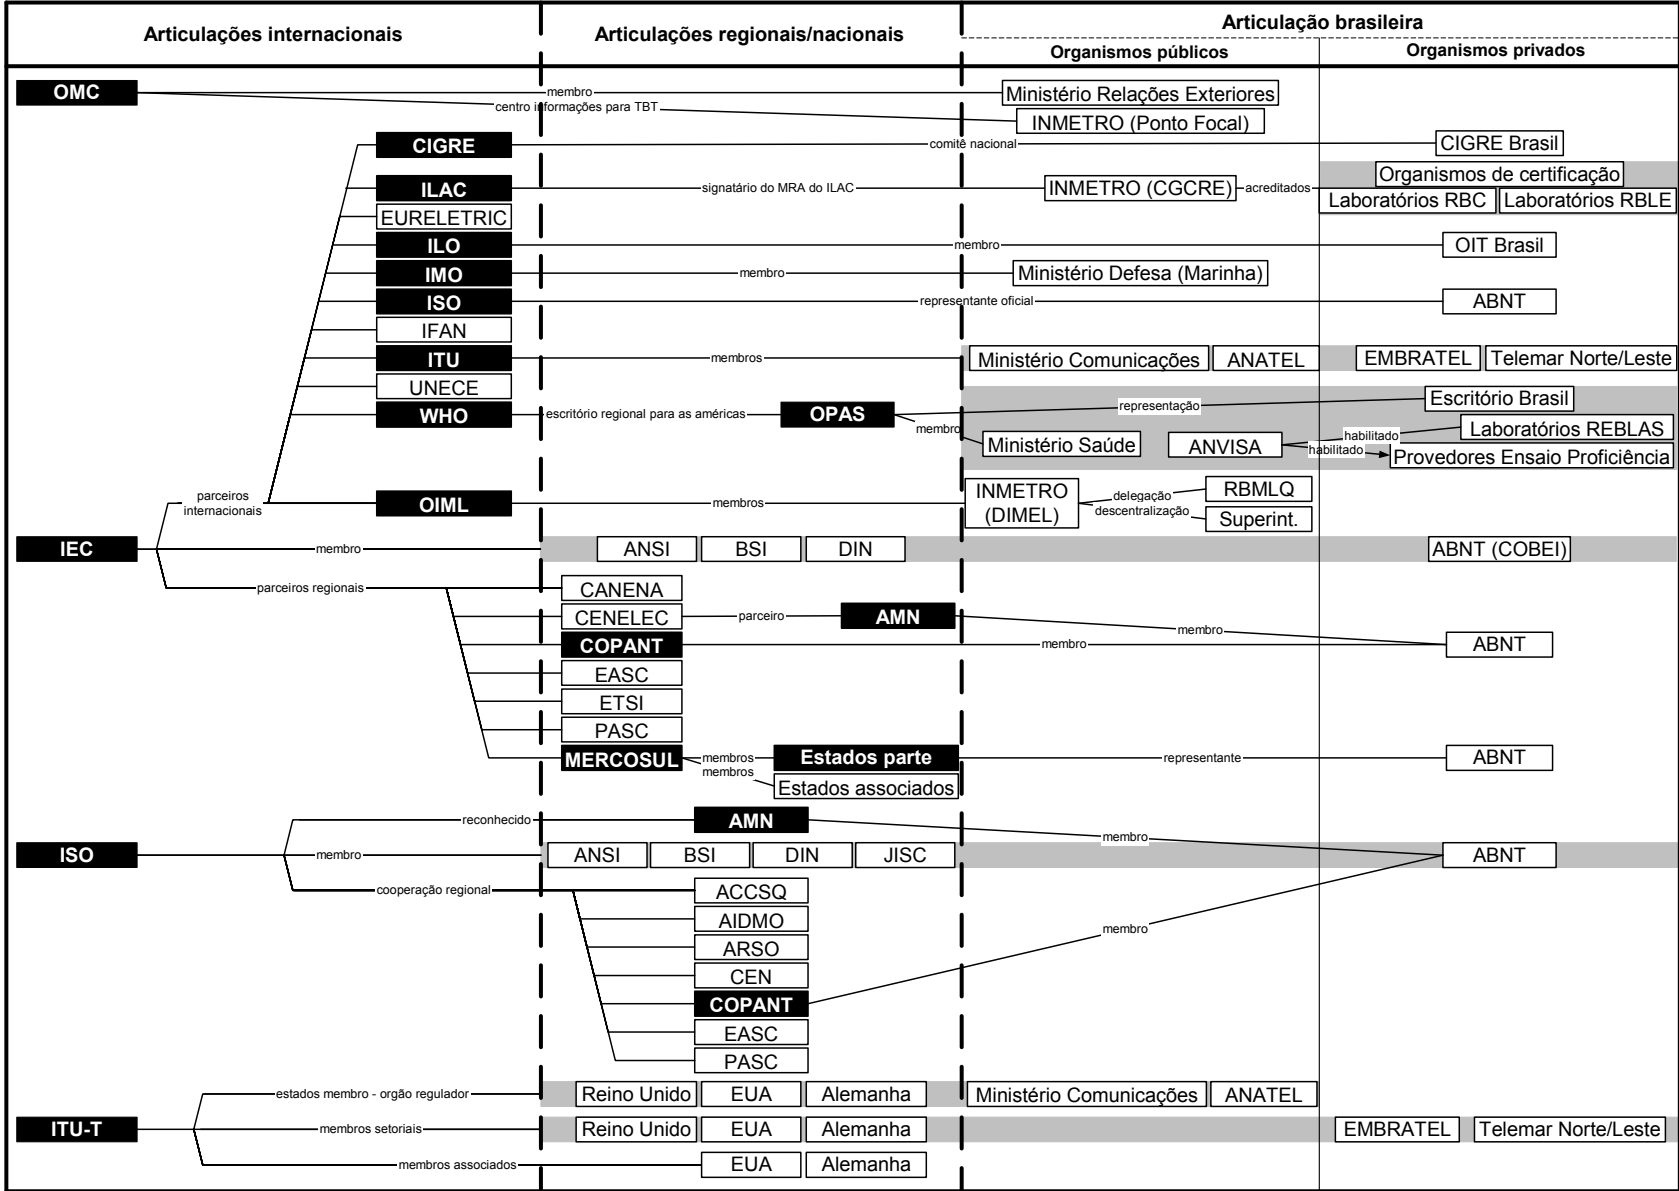 Articulações internacionais
Articulações regionais/nacionais
Articulação brasileira
Organismos públicos
Organismos privados
OMC
membro
Ministério Relações Exteriores
centro informações para TBT
INMETRO (Ponto Focal)
CIGRE
comitê nacional
CIGRE Brasil
Organismos de certificação
ILAC
signatário do MRA do ILAC
INMETRO (CGCRE)
acreditados
Laboratórios RBC
Laboratórios RBLE
EURELETRIC
ILO
membro
OIT Brasil
IMO
membro
Ministério Defesa (Marinha)
ISO
representante oficial
ABNT
IFAN
ITU
membros
Ministério Comunicações
ANATEL
EMBRATEL
Telemar Norte/Leste
UNECE
WHO
escritório regional para as américas
OPAS
representação
Escritório Brasil
membro
Ministério Saúde
ANVISA
habilitado
Laboratórios REBLAS
habilitado
Provedores Ensaio Proficiência
parceiros
internacionais
OIML
membros
INMETRO
(DIMEL)
delegação
descentralização
RBMLQ
Superint.
IEC
membro
ANSI
BSI
DIN
ABNT (COBEI)
parceiros regionais
CANENA
CENELEC
parceiro
AMN
membro
COPANT
membro
ABNT
EASC
ETSI
PASC
MERCOSUL
membros
membros
Estados parte
representante
ABNT
Estados associados
reconhecido
AMN
membro
ISO
membro
ANSI
BSI
DIN
JISC
ABNT
cooperação regional
ACCSQ
AIDMO
ARSO
membro
CEN
COPANT
EASC
PASC
estados membro - orgão regulador
Reino Unido
EUA
Alemanha
Ministério Comunicações
ANATEL
ITU-T
membros setoriais
Reino Unido
EUA
Alemanha
EMBRATEL
Telemar Norte/Leste
membros associados
EUA
Alemanha